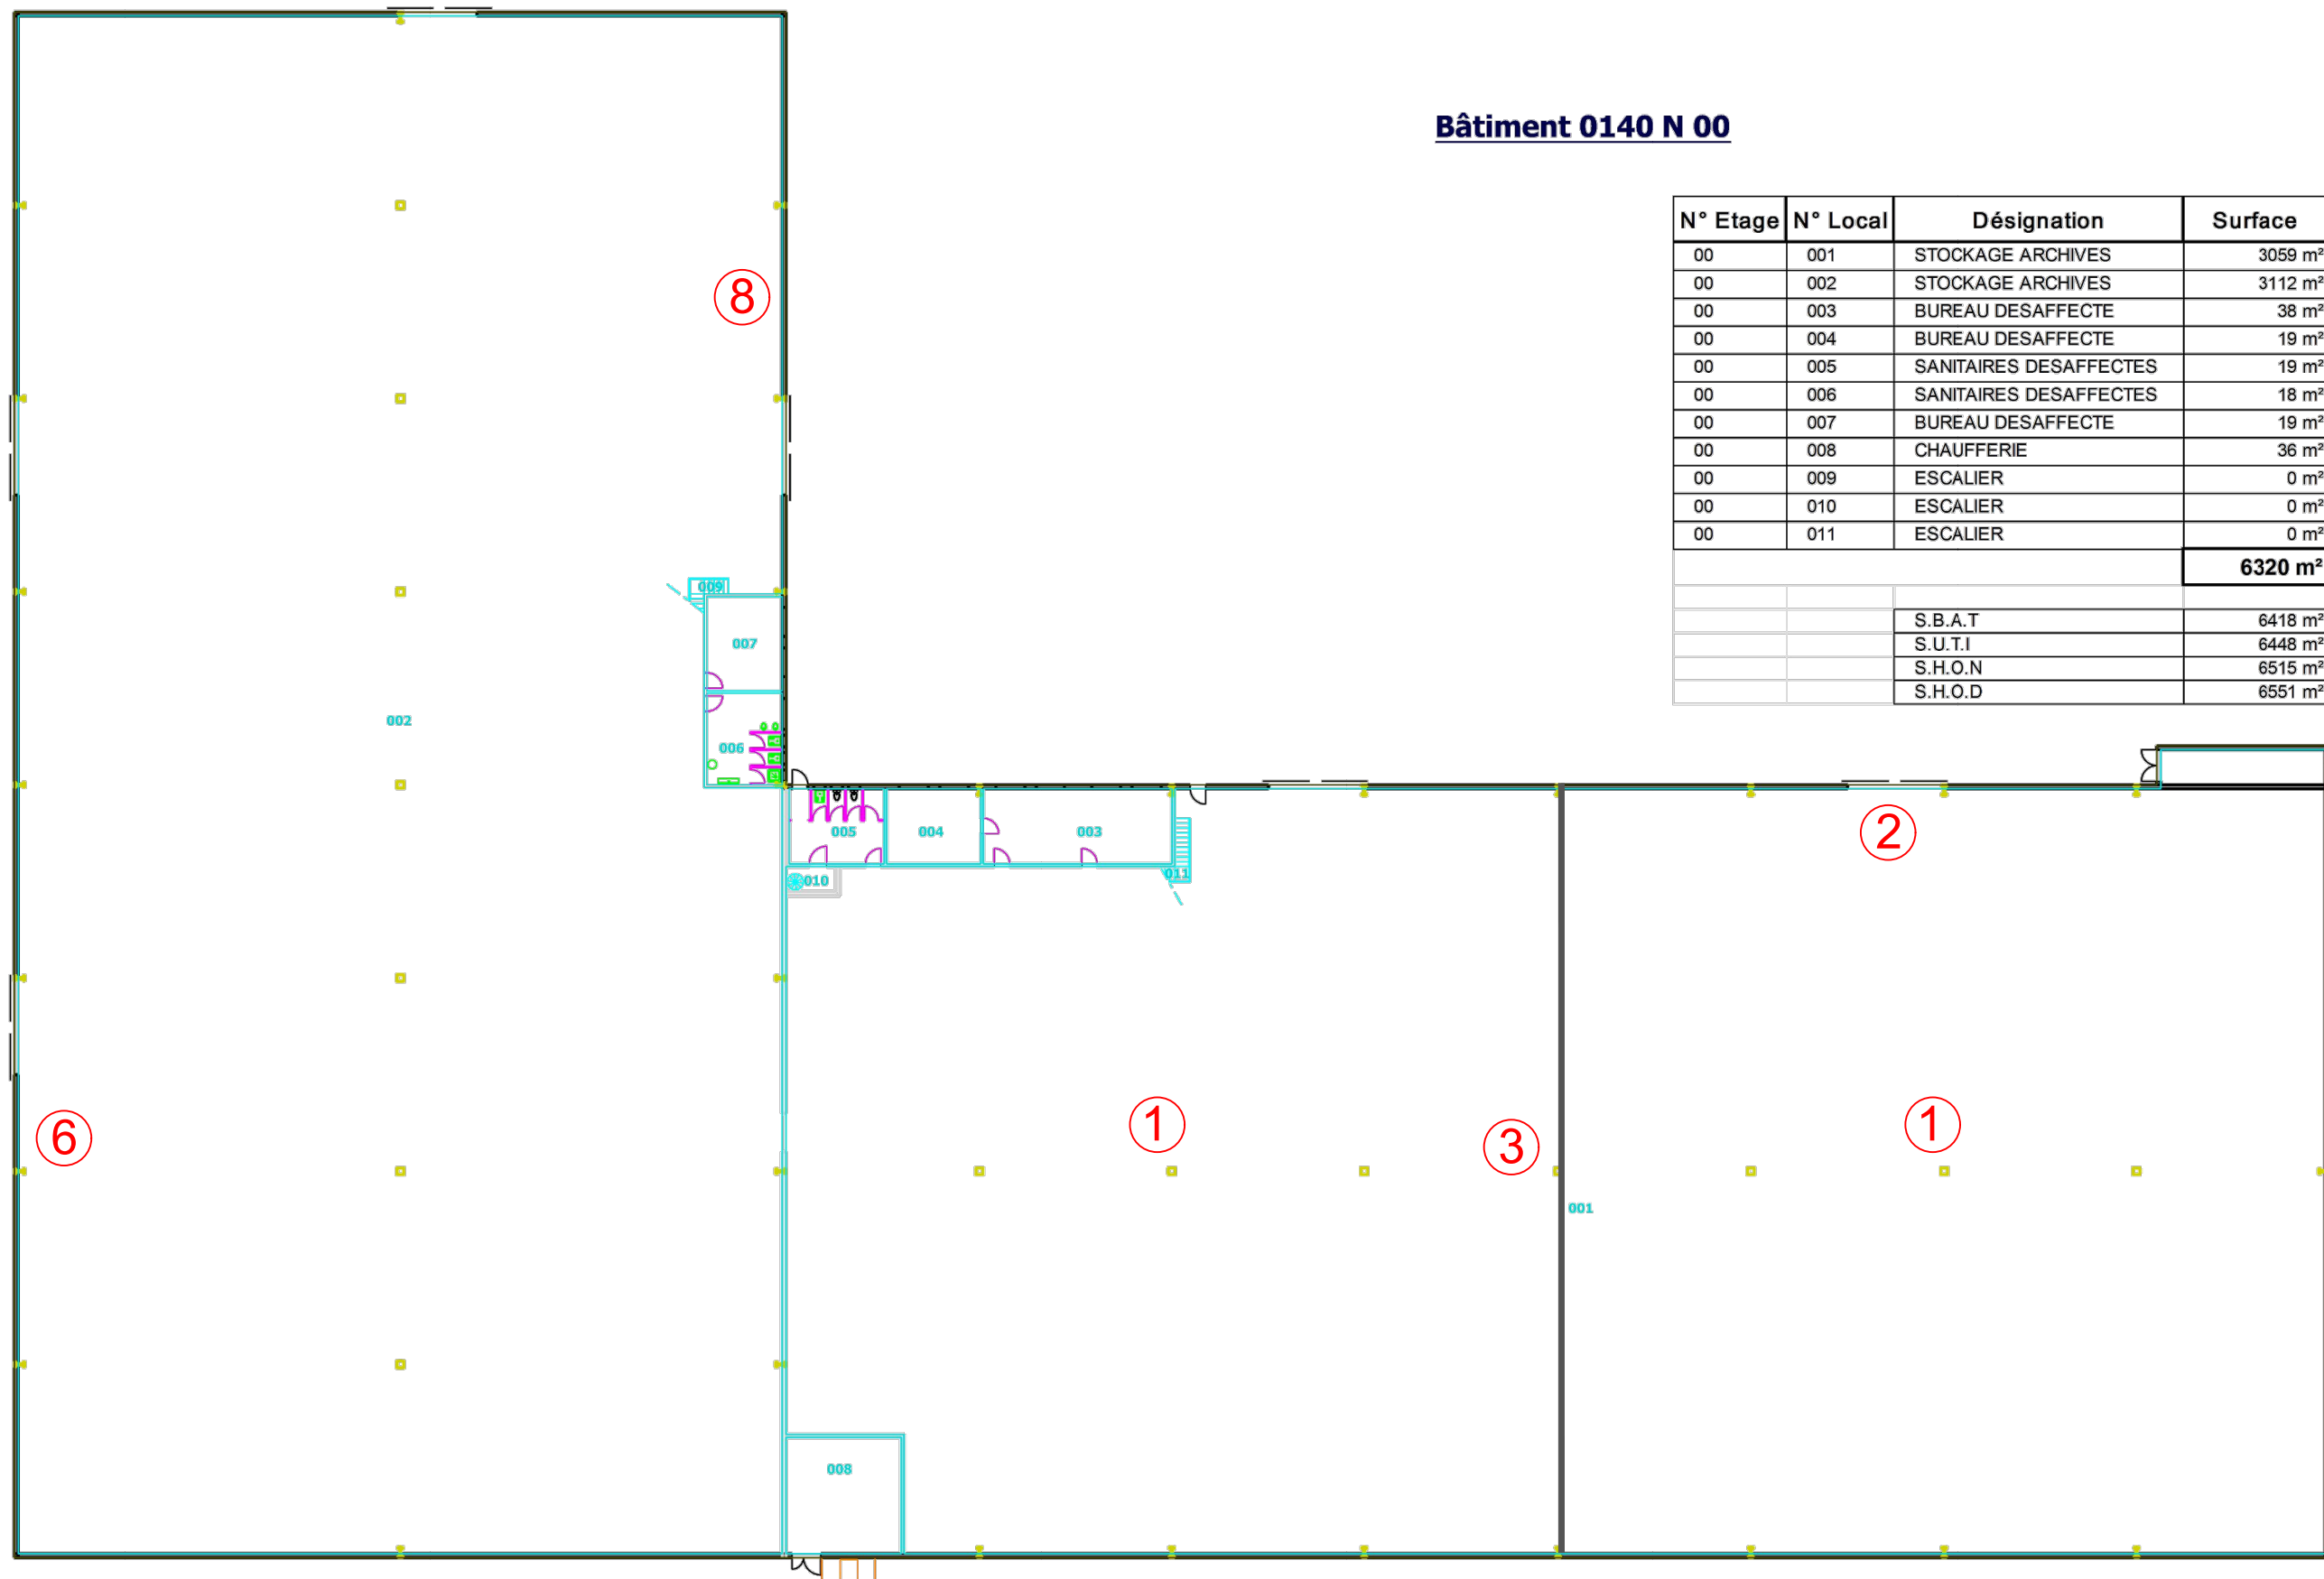 Bâtiment 0140 N 00
N° Etage N° Local Désignation Surface
00 001 STOCKAGE ARCHIVES 3059 m²
00 002 STOCKAGE ARCHIVES 3112 m²
00 003 BUREAU DESAFFECTE 38 m²
00 004 BUREAU DESAFFECTE 19 m²
00 005 SANITAIRES DESAFFECTES 19 m²
00 006 SANITAIRES DESAFFECTES 18 m²
00 007 BUREAU DESAFFECTE 19 m²
00 008 CHAUFFERIE 36 m²
00 009 ESCALIER 0 m²
00 010 ESCALIER 0 m²
00 011 ESCALIER 0 m²
6320 m²
S.B.A.T 6418 m²
S.U.T.I 6448 m²
S.H.O.N 6515 m²
S.H.O.D 6551 m²
8
009
007
002
006
005 004 003
2
010
011
1
1
6
3
001
008